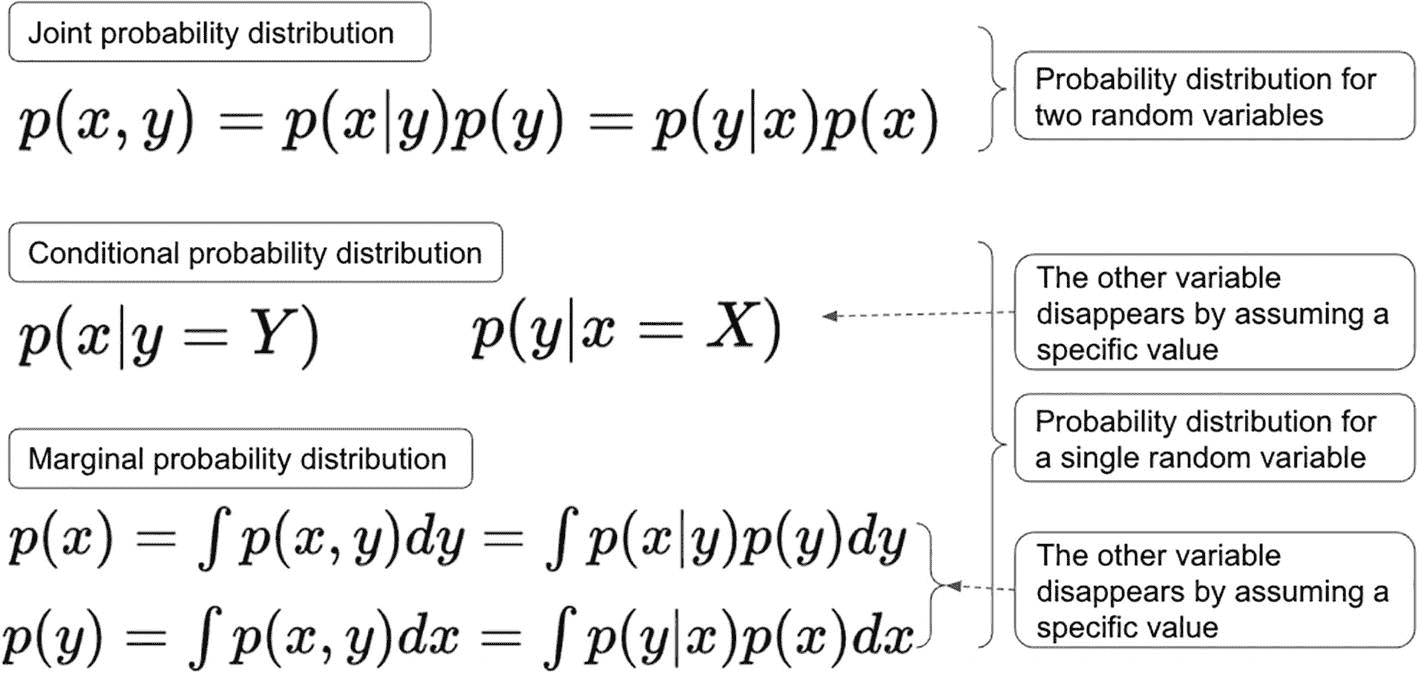 Joint probability distribution
p(x, y) = p(x|y)p(y) = p(y|x)p(x)
Probability distribution for
two random variables
Conditional probability distribution
p(x|y = Y)
p(y|x = X)
The other variable
disappears by assuming a
specific value
Probability distribution for
a single random variable
Marginal probability distribution
p(x) = ∫ p(x, y)dy = ∫ p(x|y)p(y)dy
p(y) = ∫ p(x, y)dx = ∫ p(y|x)p(x)dx
The other variable
disappears by assuming a
specific value